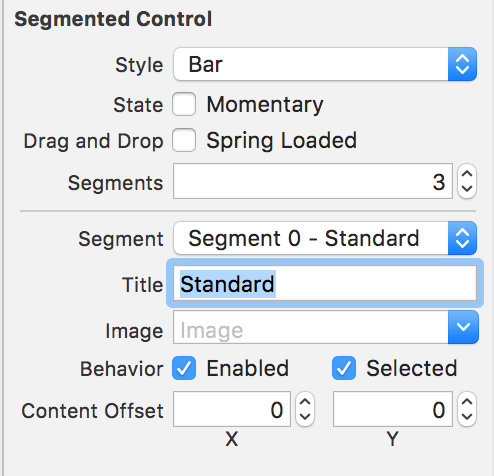 Segmented Control
Style Bar
State Momentary
Drag and Drop Spring Loaded
Segments 3
Segment Segment 0 - Standard
Title Standard
Image Image
Behavior Enabled Selected
Content Offset 0 0
X Y